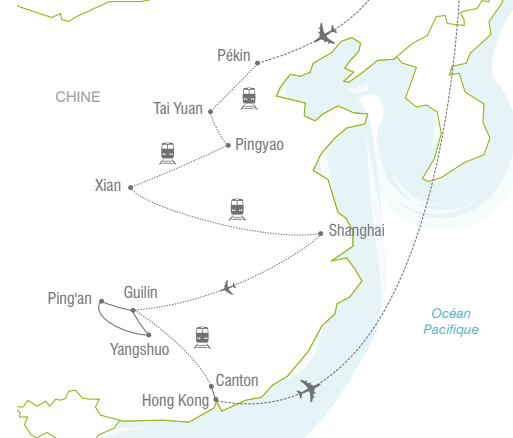 Pékin
CHINE
Tai Yuan
Pingyao
Xian
Shanghai
Ping'an
Guilin
Océan
Pacifique
Yangshuo
Canton
Hong Kong